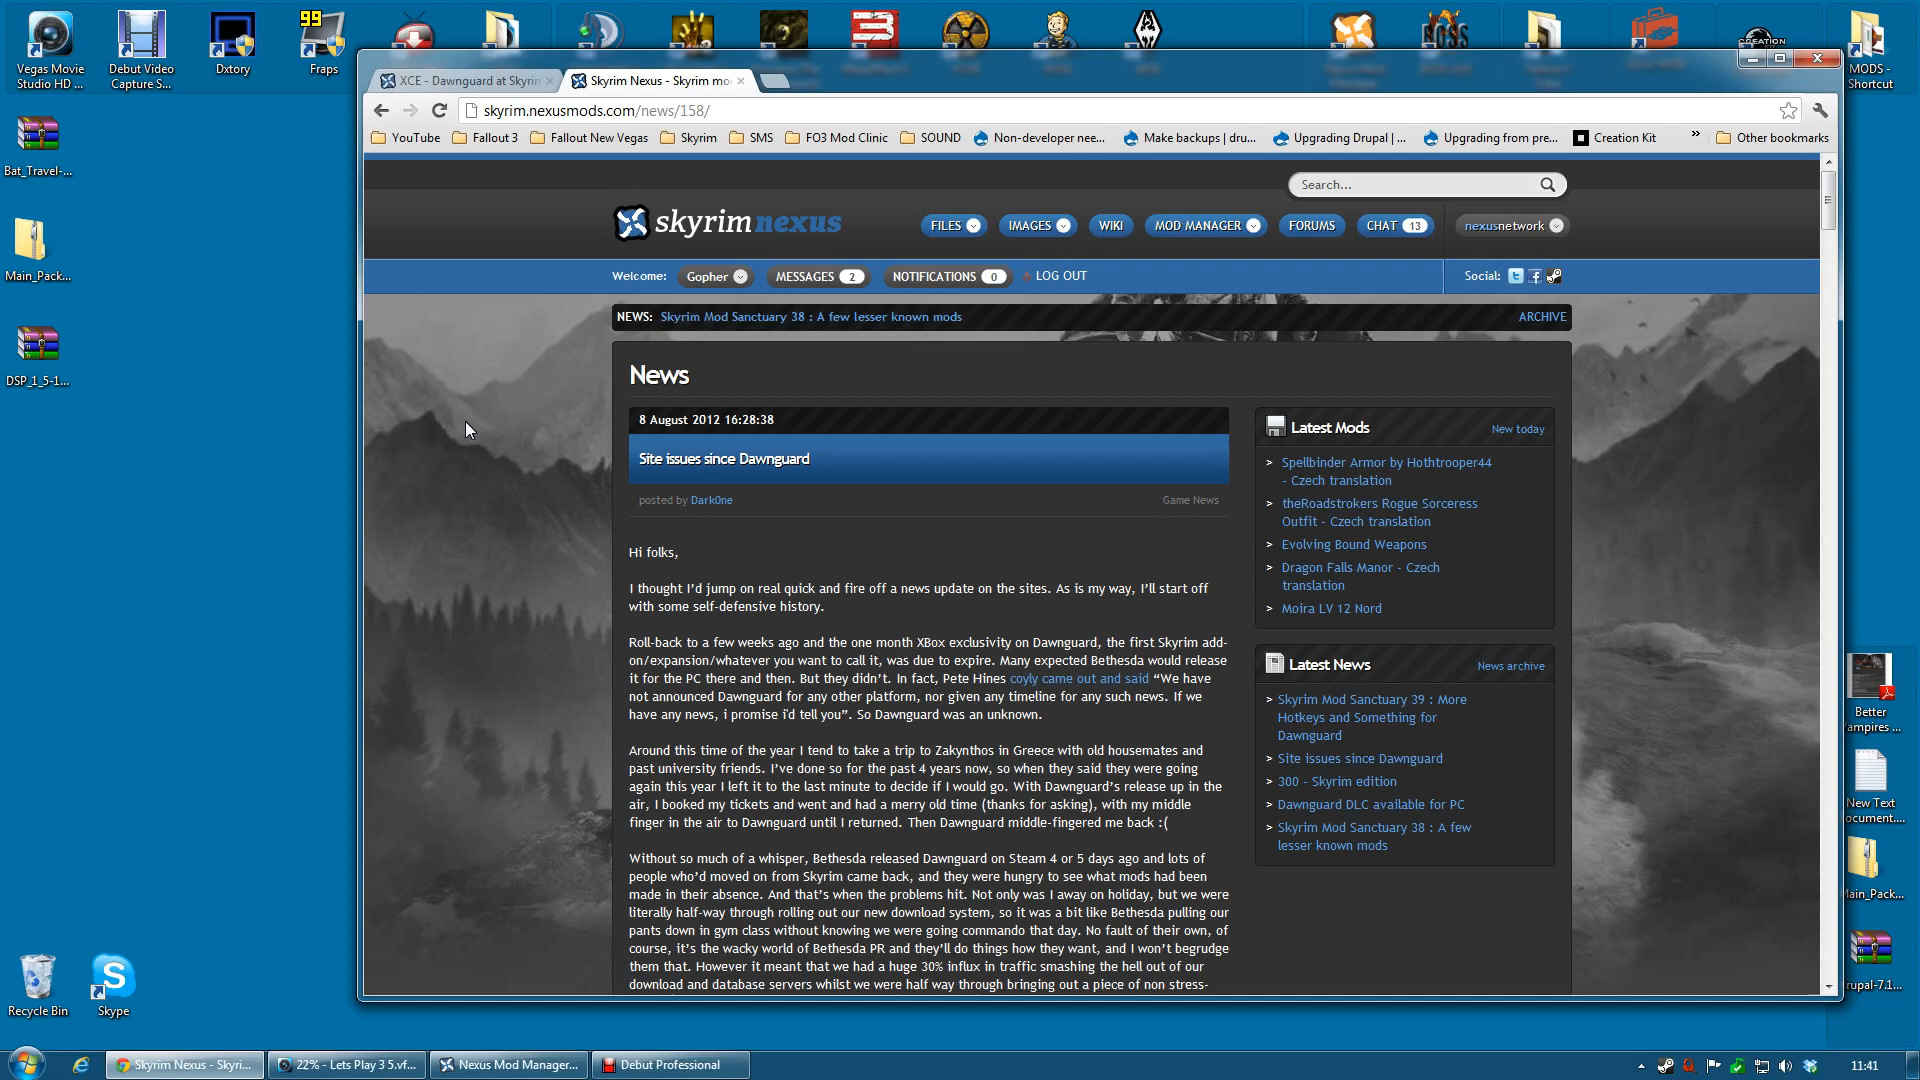 Vegas Movie
Studio HD ...
Debut Video
Capture S...
Dxtory
99
Fraps
MODS -
Shortcut
Bat_Travel-...
Main_Pack...
DSP_1_5-1...
XCE - Dawnguard at Skyrim
Skyrim Nexus - Skyrim mo
skyrim.nexusmods.com/news/158/
YouTube
Fallout 3
Fallout New Vegas
Skyrim
SMS
FO3 Mod Clinic
SOUND
Non-developer nee...
Make backups | dru...
Upgrading Drupal | ...
Upgrading from pre...
Creation Kit
»
Other bookmarks
Search...
skyrim nexus
FILES
IMAGES
WIKI
MOD MANAGER
FORUMS
CHAT 13
nexusnetwork
Welcome:
Gopher
MESSAGES 2
NOTIFICATIONS 0
LOG OUT
Social:
NEWS: Skyrim Mod Sanctuary 38 : A few lesser known mods
ARCHIVE
News
8 August 2012 16:28:38
Site issues since Dawnguard
posted by Dark0ne
Game News
Hi folks,
I thought I'd jump on real quick and fire off a news update on the sites. As is my way, I'll start off
with some self-defensive history.
Roll-back to a few weeks ago and the one month XBox exclusivity on Dawnguard, the first Skyrim add-
on/expansion/whatever you want to call it, was due to expire. Many expected Bethesda would release
it for the PC there and then. But they didn't. In fact, Pete Hines coyly came out and said “We have
not announced Dawnguard for any other platform, nor given any timeline for any such news. If we
have any news, i promise i'd tell you”. So Dawnguard was an unknown.
Around this time of the year I tend to take a trip to Zakynthos in Greece with old housemates and
past university friends. I've done so for the past 4 years now, so when they said they were going
again this year I left it to the last minute to decide if I would go. With Dawnguard's release up in the
air, I booked my tickets and went and had a merry old time (thanks for asking), with my middle
finger in the air to Dawnguard until I returned. Then Dawnguard middle-fingered me back :(
Without so much of a whisper, Bethesda released Dawnguard on Steam 4 or 5 days ago and lots of
people who'd moved on from Skyrim came back, and they were hungry to see what mods had been
made in their absence. And that's when the problems hit. Not only was I away on holiday, but we were
literally half-way through rolling out our new download system, so it was a bit like Bethesda pulling our
pants down in gym class without knowing we were going commando that day. No fault of their own, of
course, it's the wacky world of Bethesda PR and they'll do things how they want, and I won't begrudge
them that. However it meant that we had a huge 30% influx in traffic smashing the hell out of our
download and database servers whilst we were half way through bringing out a piece of non stress-
Latest Mods
New today
> Spellbinder Armor by Hothtrooper44
- Czech translation
> theRoadstrokers Rogue Sorceress
Outfit - Czech translation
> Evolving Bound Weapons
> Dragon Falls Manor - Czech
translation
> Moira LV 12 Nord
Latest News
News archive
> Skyrim Mod Sanctuary 39 : More
Hotkeys and Something for
Dawnguard
> Site issues since Dawnguard
> 300 - Skyrim edition
> Dawnguard DLC available for PC
> Skyrim Mod Sanctuary 38 : A few
lesser known mods
Better
Vampires ...
New Text
Document....
Main_Pack...
drupal-7.1...
Recycle Bin
Skype
Skyrim Nexus - Skyri...
22% - Lets Play 3 5.vf...
Nexus Mod Manager...
Debut Professional
11:41